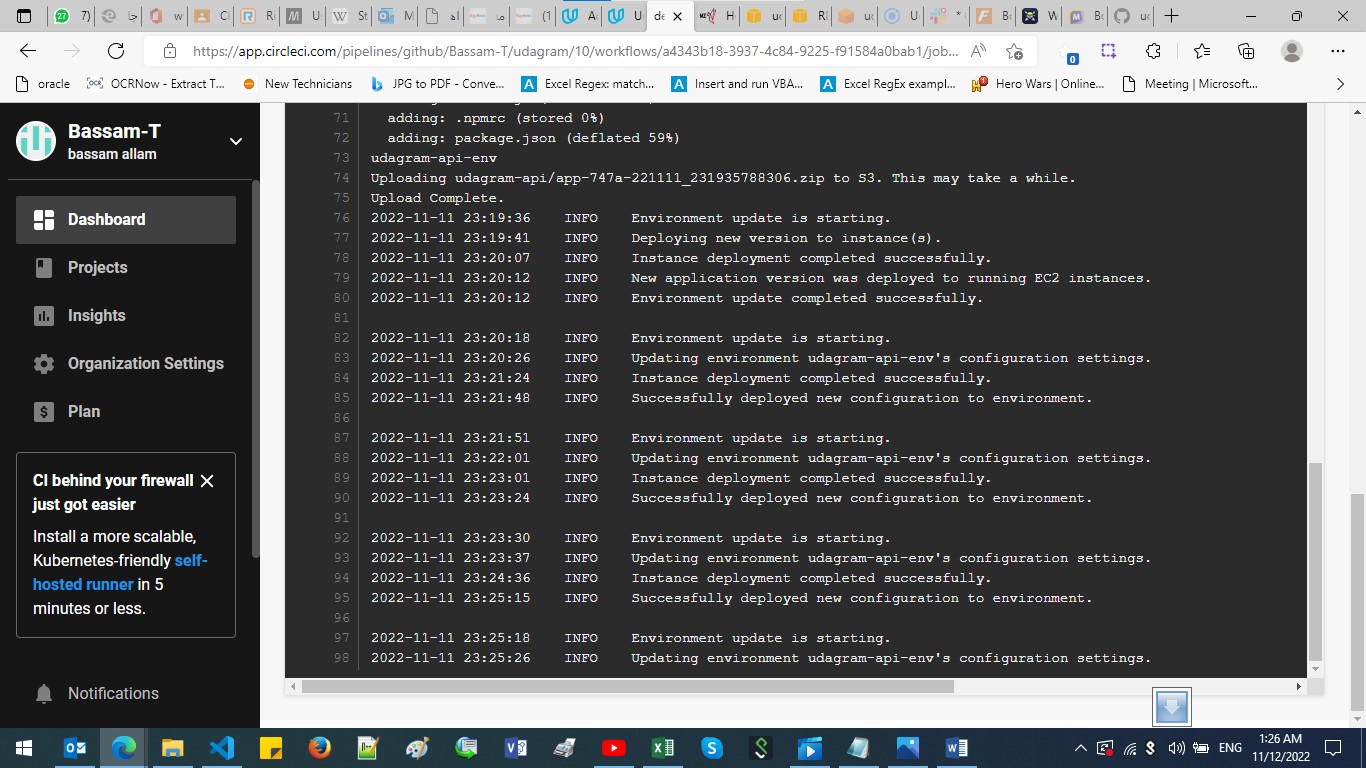 7)
w
Cl
Ri
U
St
M
(1
A
U
de
H
uc
RI
uc
U
*
B
W
B
uc
https://app.circleci.com/pipelines/github/Bassam-T/udagram/10/workflows/a4343b18-3937-4c84-9225-f91584a0bab1/job...
0
oracle
OCRNow - Extract T...
New Technicians
JPG to PDF - Conve...
Excel Regex: match...
Insert and run VBA...
Excel RegEx exampl...
Hero Wars | Online...
Meeting | Microsoft...
Bassam-T
bassam allam
Dashboard
Projects
Insights
Organization Settings
Plan
CI behind your firewall
just got easier
Install a more scalable,
Kubernetes-friendly self-
hosted runner in 5
minutes or less.
Notifications
71 adding: .npmrc (stored 0%)
72 adding: package.json (deflated 59%)
73 udagram-api-env
74 Uploading udagram-api/app-747a-221111_231935788306.zip to S3. This may take a while.
75 Upload Complete.
76 2022-11-11 23:19:36 INFO Environment update is starting.
77 2022-11-11 23:19:41 INFO Deploying new version to instance(s).
78 2022-11-11 23:20:07 INFO Instance deployment completed successfully.
79 2022-11-11 23:20:12 INFO New application version was deployed to running EC2 instances.
80 2022-11-11 23:20:12 INFO Environment update completed successfully.
81
82 2022-11-11 23:20:18 INFO Environment update is starting.
83 2022-11-11 23:20:26 INFO Updating environment udagram-api-env's configuration settings.
84 2022-11-11 23:21:24 INFO Instance deployment completed successfully.
85 2022-11-11 23:21:48 INFO Successfully deployed new configuration to environment.
86
87 2022-11-11 23:21:51 INFO Environment update is starting.
88 2022-11-11 23:22:01 INFO Updating environment udagram-api-env's configuration settings.
89 2022-11-11 23:23:01 INFO Instance deployment completed successfully.
90 2022-11-11 23:23:24 INFO Successfully deployed new configuration to environment.
91
92 2022-11-11 23:23:30 INFO Environment update is starting.
93 2022-11-11 23:23:37 INFO Updating environment udagram-api-env's configuration settings.
94 2022-11-11 23:24:36 INFO Instance deployment completed successfully.
95 2022-11-11 23:25:15 INFO Successfully deployed new configuration to environment.
96
97 2022-11-11 23:25:18 INFO Environment update is starting.
98 2022-11-11 23:25:26 INFO Updating environment udagram-api-env's configuration settings.
ENG
1:26 AM
11/12/2022